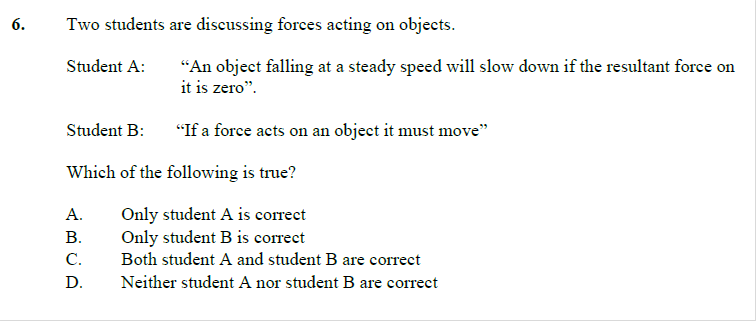 6. Two students are discussing forces acting on objects.
Student A: “An object falling at a steady speed will slow down if the resultant force on
it is zero”.
Student B: “If a force acts on an object it must move”
Which of the following is true?
A. Only student A is correct
B. Only student B is correct
C. Both student A and student B are correct
D. Neither student A nor student B are correct